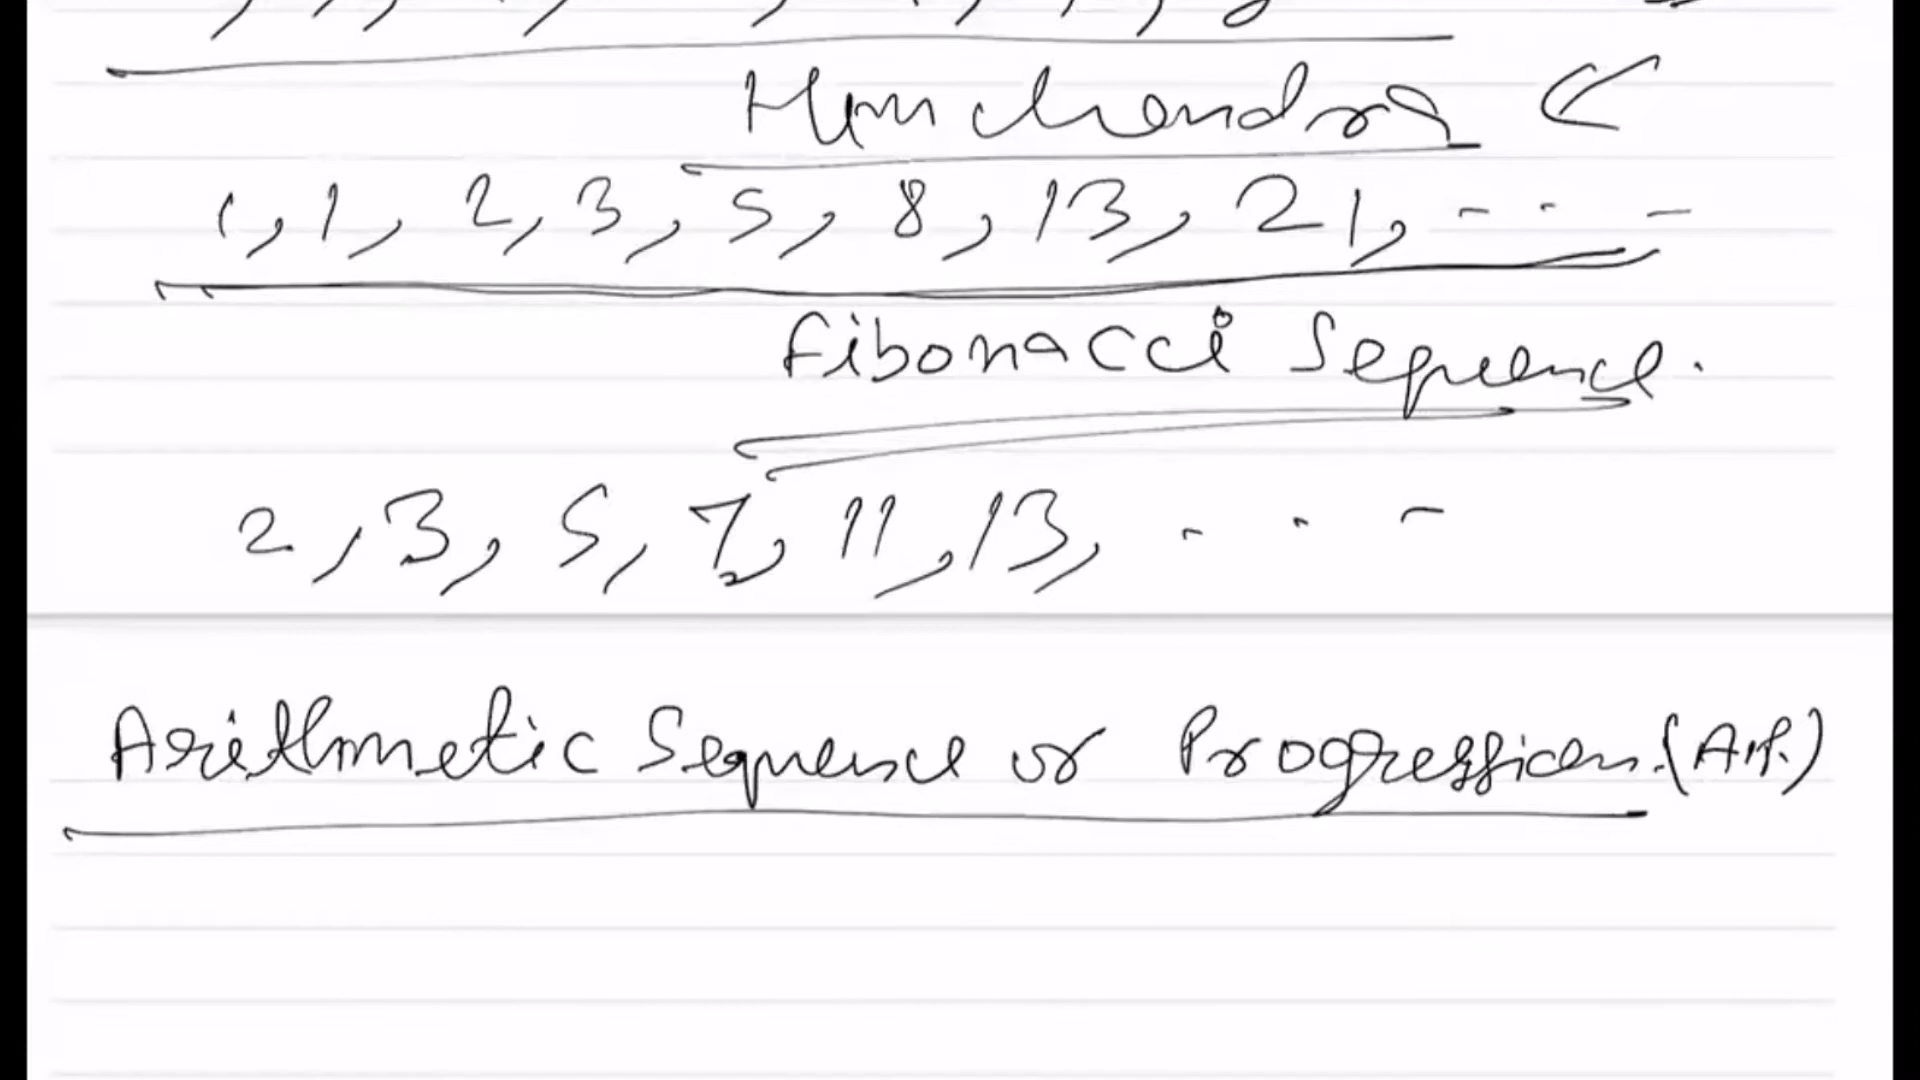 Hemchandra
1, 1, 2, 3, 5, 8, 13, 21, - - -
Fibonacci Sequence.
2, 3, 5, 7, 11, 13, - - -
Arithmetic Sequence or Progression. (A.P.)